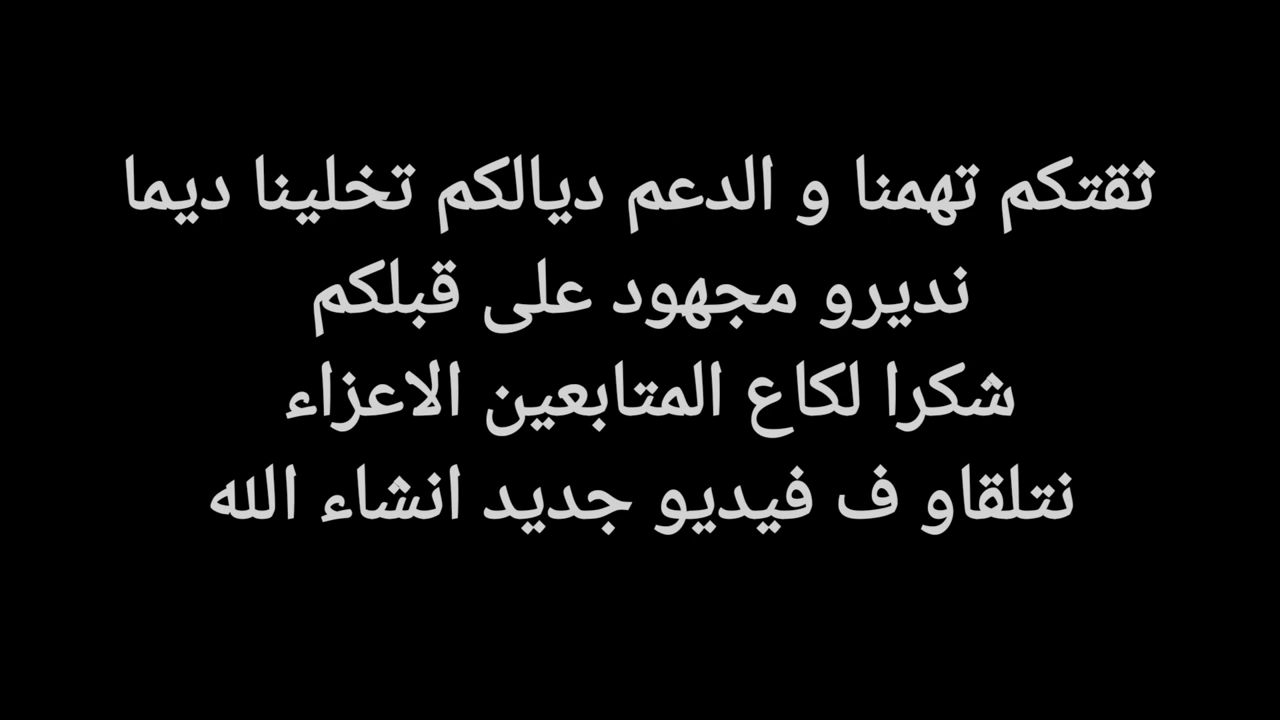 ثقتكم تهمنا و الدعم ديالكم تخلينا ديما
نديرو مجهود على قبلكم
شكرا لكاع المتابعين الاعزاء
نتلقاو ف فيديو جديد انشاء الله